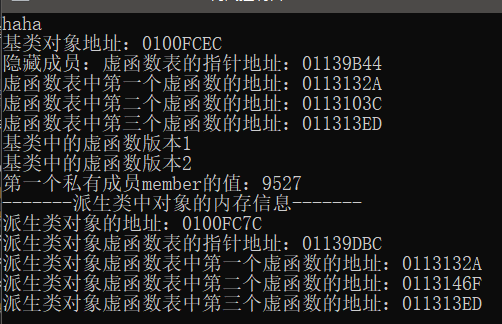 haha
基类对象地址：0100FCEC
隐藏成员：虚函数表的指针地址：01139B44
虚函数表中第一个虚函数的地址：0113132A
虚函数表中第二个虚函数的地址：0113103C
虚函数表中第三个虚函数的地址：011313ED
基类中的虚函数版本1
基类中的虚函数版本2
第一个私有成员member的值：9527
-------派生类中对象的内存信息-------
派生类对象的地址：0100FC7C
派生类对象虚函数表的指针地址：01139DBC
派生类对象虚函数表中第一个虚函数的地址：0113132A
派生类对象虚函数表中第二个虚函数的地址：0113146F
派生类对象虚函数表中第三个虚函数的地址：011313ED